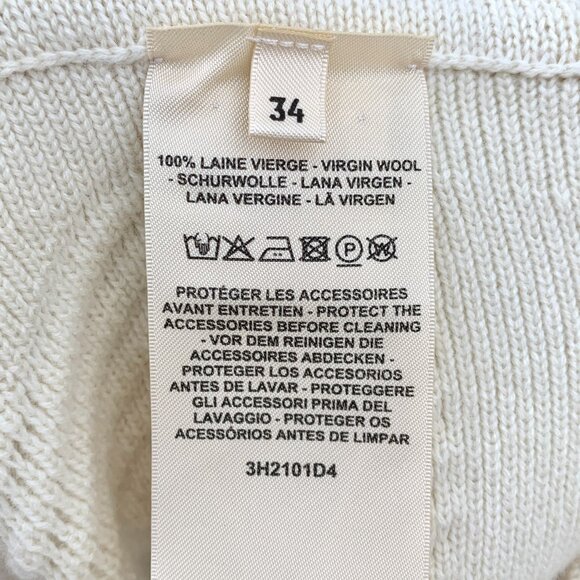 34
100% LAINE VIERGE - VIRGIN WOOL
- SCHURWOLLE - LANA VIRGEN -
LANA VERGINE - LÃ VIRGEN
P
PROTÉGER LES ACCESSOIRES
AVANT ENTRETIEN - PROTECT THE
ACCESSORIES BEFORE CLEANING
- VOR DEM REINIGEN DIE
ACCESSOIRES ABDECKEN -
PROTEGER LOS ACCESORIOS
ANTES DE LAVAR - PROTEGGERE
GLI ACCESSORI PRIMA DEL
LAVAGGIO - PROTEGER OS
ACESSÓRIOS ANTES DE LIMPAR
3H2101D4